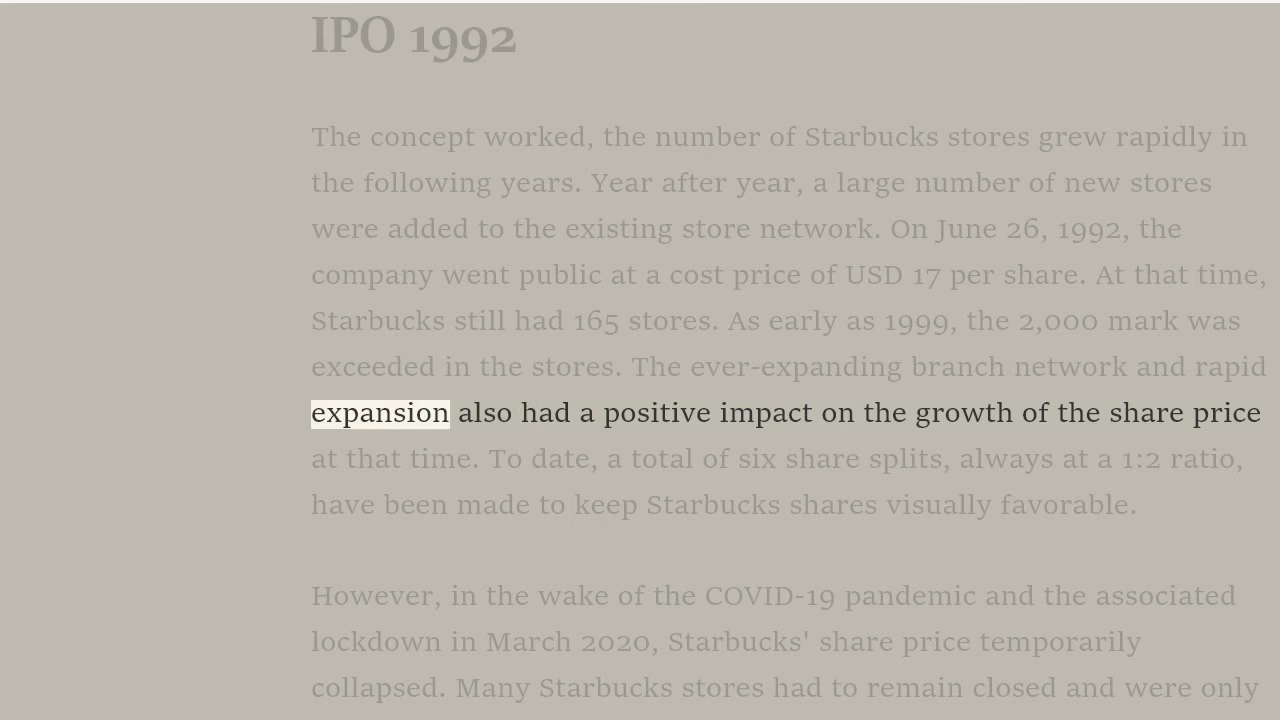 IPO 1992
The concept worked, the number of Starbucks stores grew rapidly in
the following years. Year after year, a large number of new stores
were added to the existing store network. On June 26, 1992, the
company went public at a cost price of USD 17 per share. At that time,
Starbucks still had 165 stores. As early as 1999, the 2,000 mark was
exceeded in the stores. The ever-expanding branch network and rapid
expansion also had a positive impact on the growth of the share price
at that time. To date, a total of six share splits, always at a 1:2 ratio,
have been made to keep Starbucks shares visually favorable.
However, in the wake of the COVID-19 pandemic and the associated
lockdown in March 2020, Starbucks' share price temporarily
collapsed. Many Starbucks stores had to remain closed and were only